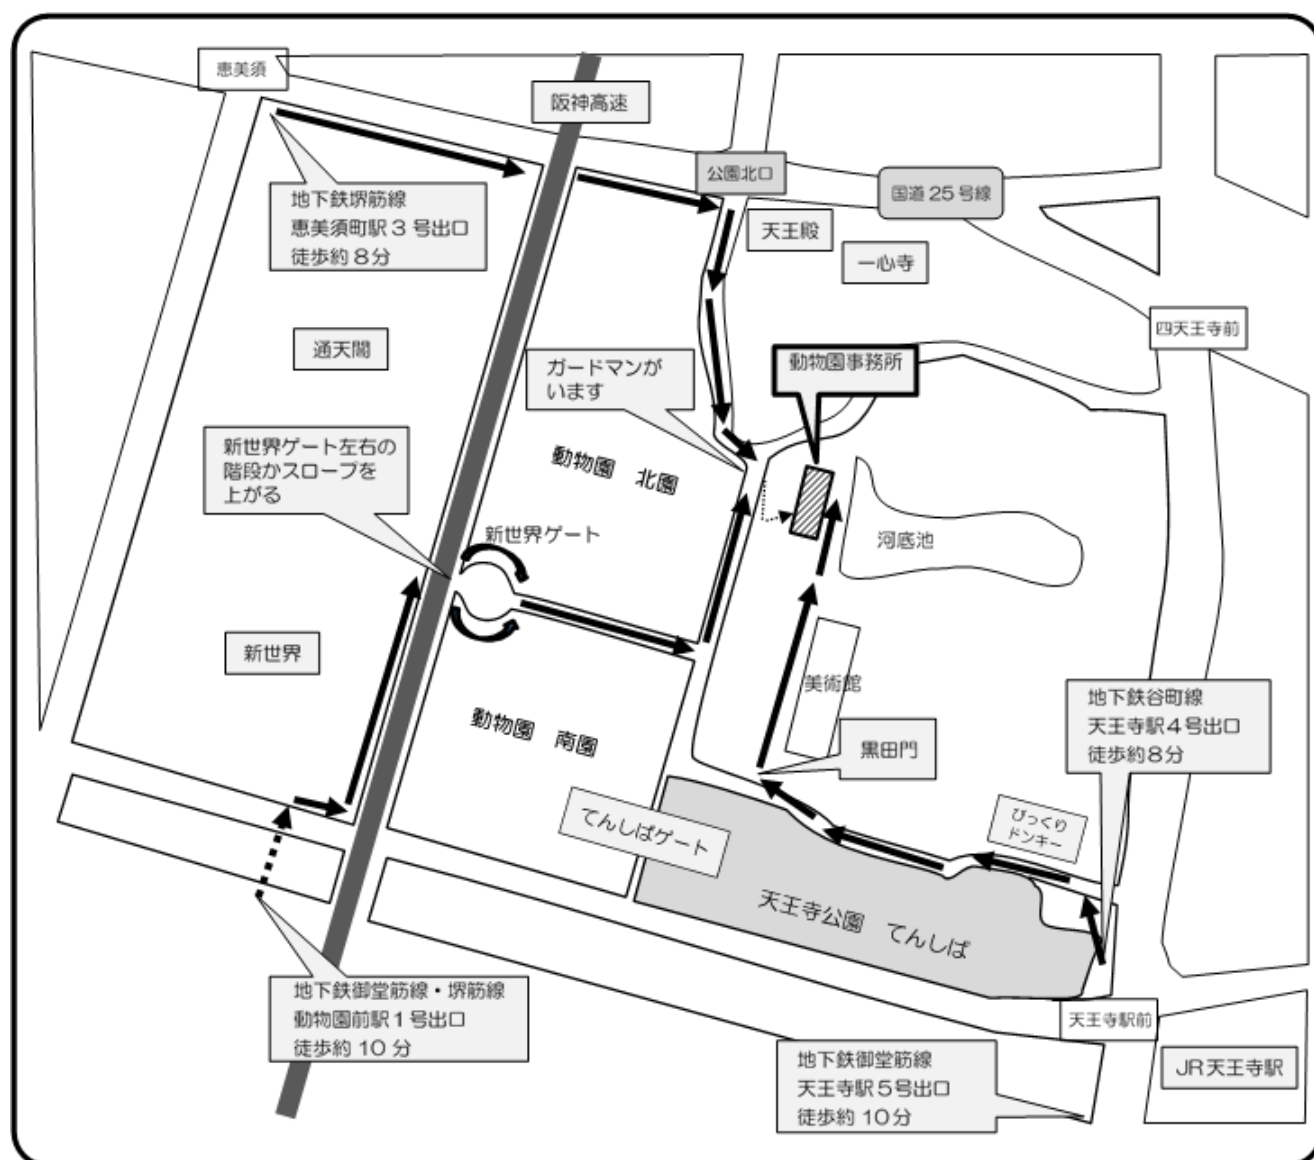 恵美須
阪神高速
公園北口
国道25号線
地下鉄堺筋線
恵美須町駅3号出口
徒歩約8分
天王殿
一心寺
四天王寺前
通天閣
ガードマンが
います
動物園事務所
新世界ゲート左右の
階段かスロープを
上がる
動物園 北園
新世界ゲート
河底池
新世界
美術館
動物園 南園
地下鉄谷町線
天王寺駅4号出口
徒歩約8分
黒田門
てんしばゲート
びっくり
ドンキー
天王寺公園 てんしば
地下鉄御堂筋線・堺筋線
動物園前駅1号出口
徒歩約10分
天王寺駅前
地下鉄御堂筋線
天王寺駅5号出口
徒歩約10分
JR天王寺駅